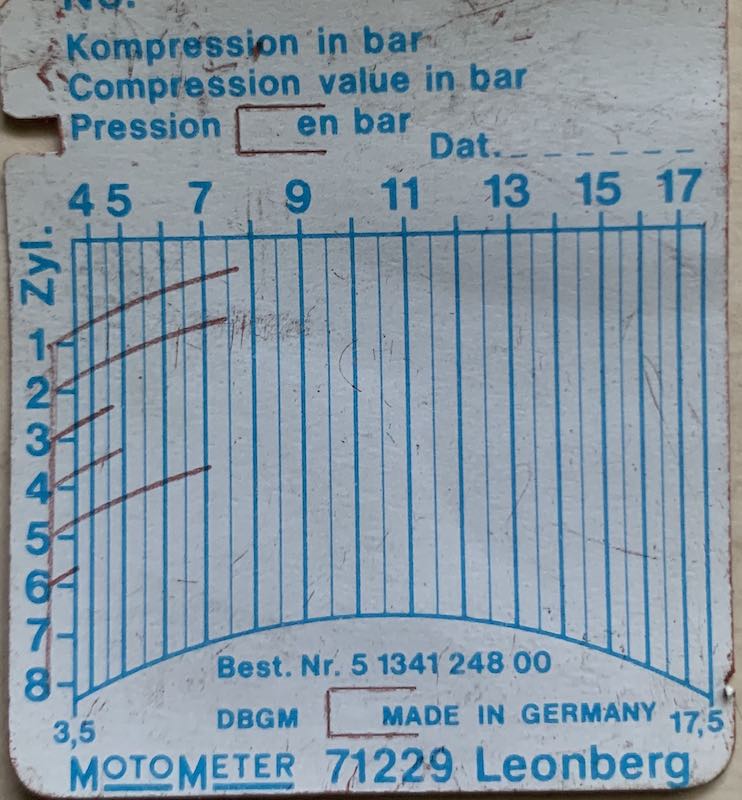 No.
Kompression in bar
Compression value in bar
Pression en bar
Dat.
4 5 7 9 11 13 15 17
Zyl.
1
2
3
4
5
6
7
8
3,5
17,5
Best. Nr. 5 1341 248 00
DBGM MADE IN GERMANY
MOTOMETER 71229 Leonberg